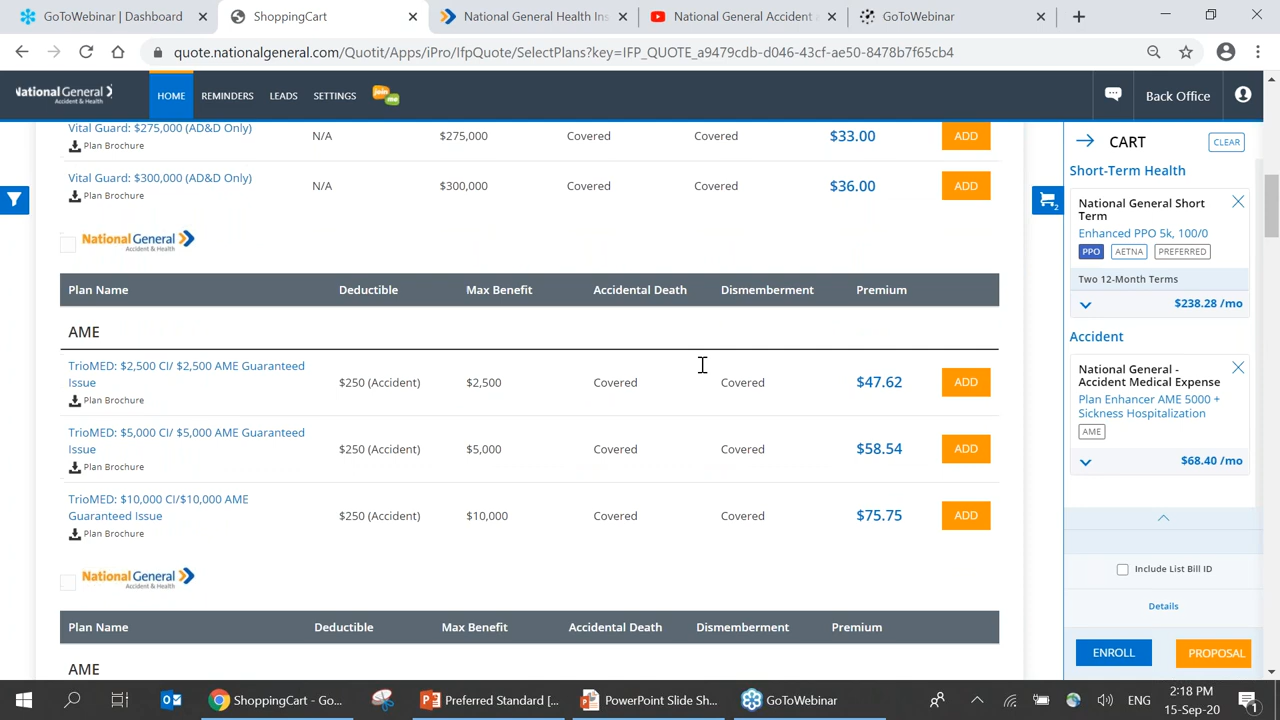 GoToWebinar | Dashboard
ShoppingCart
National General Health Ins
National General Accident &
GoToWebinar
quote.nationalgeneral.com/Quotit/Apps/iPro/IfpQuote/SelectPlans?key=IFP_QUOTE_a9479cdb-d046-43cf-ae50-8478b7f65cb4
National General
Accident & Health
HOME
REMINDERS
LEADS
SETTINGS
join me
Back Office
Vital Guard: $275,000 (AD&D Only)
N/A
$275,000
Covered
Covered
$33.00
ADD
Plan Brochure
Vital Guard: $300,000 (AD&D Only)
N/A
$300,000
Covered
Covered
$36.00
ADD
Plan Brochure
National General
Accident & Health
Plan Name
Deductible
Max Benefit
Accidental Death
Dismemberment
Premium
AME
TrioMED: $2,500 CI/ $2,500 AME Guaranteed
Issue
$250 (Accident)
$2,500
Covered
Covered
$47.62
ADD
Plan Brochure
TrioMED: $5,000 CI/ $5,000 AME Guaranteed
Issue
$250 (Accident)
$5,000
Covered
Covered
$58.54
ADD
Plan Brochure
TrioMED: $10,000 CI/$10,000 AME
Guaranteed Issue
$250 (Accident)
$10,000
Covered
Covered
$75.75
ADD
Plan Brochure
National General
Accident & Health
Plan Name
Deductible
Max Benefit
Accidental Death
Dismemberment
Premium
AME
2
CART
CLEAR
Short-Term Health
National General Short
Term
Enhanced PPO 5k, 100/0
PPO
AETNA
PREFERRED
Two 12-Month Terms
$238.28 /mo
Accident
National General -
Accident Medical Expense
Plan Enhancer AME 5000 +
Sickness Hospitalization
AME
$68.40 /mo
Include List Bill ID
Details
ENROLL
PROPOSAL
ShoppingCart - Go...
Preferred Standard [...
PowerPoint Slide Sh...
GoToWebinar
ENG
2:18 PM
15-Sep-20
1